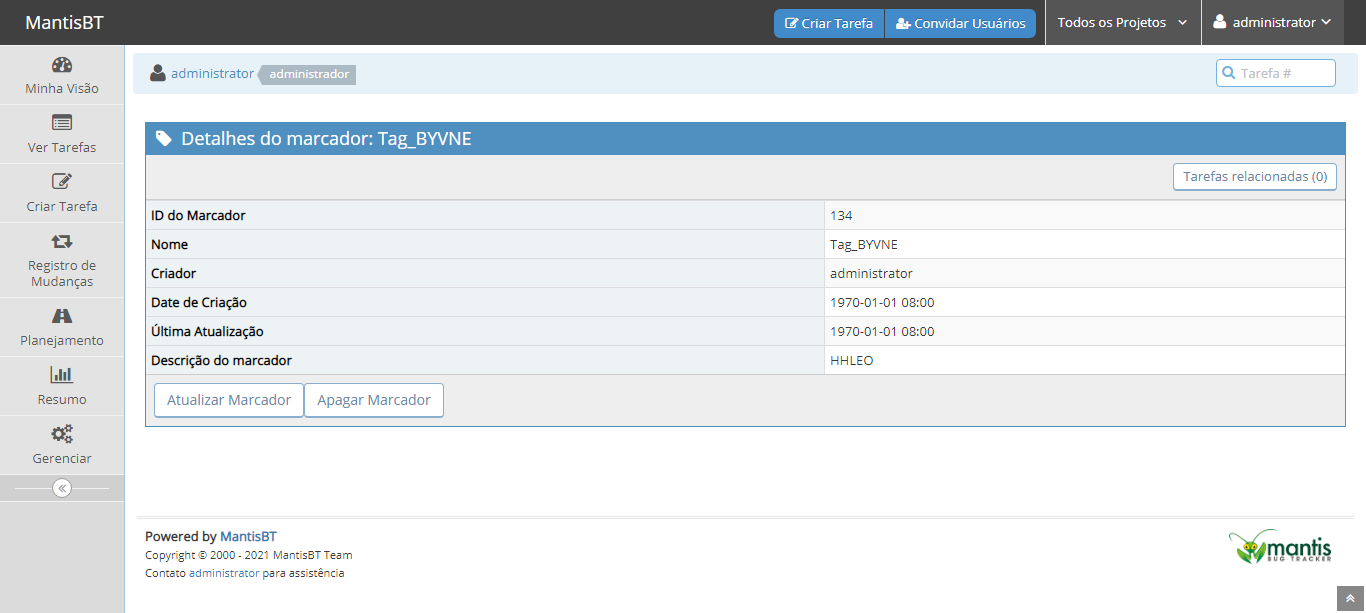 MantisBT
Criar Tarefa
Convidar Usuários
Todos os Projetos
administrator
Minha Visão
Ver Tarefas
Criar Tarefa
Registro de
Mudanças
Planejamento
Resumo
Gerenciar
administrator administrador
Tarefa #
Detalhes do marcador: Tag_BYVNE
Tarefas relacionadas (0)
ID do Marcador 134
Nome Tag_BYVNE
Criador administrator
Date de Criação 1970-01-01 08:00
Última Atualização 1970-01-01 08:00
Descrição do marcador HHLEO
Atualizar Marcador Apagar Marcador
Powered by MantisBT
Copyright © 2000 - 2021 MantisBT Team
Contato administrator para assistência
mantis
BUG TRACKER